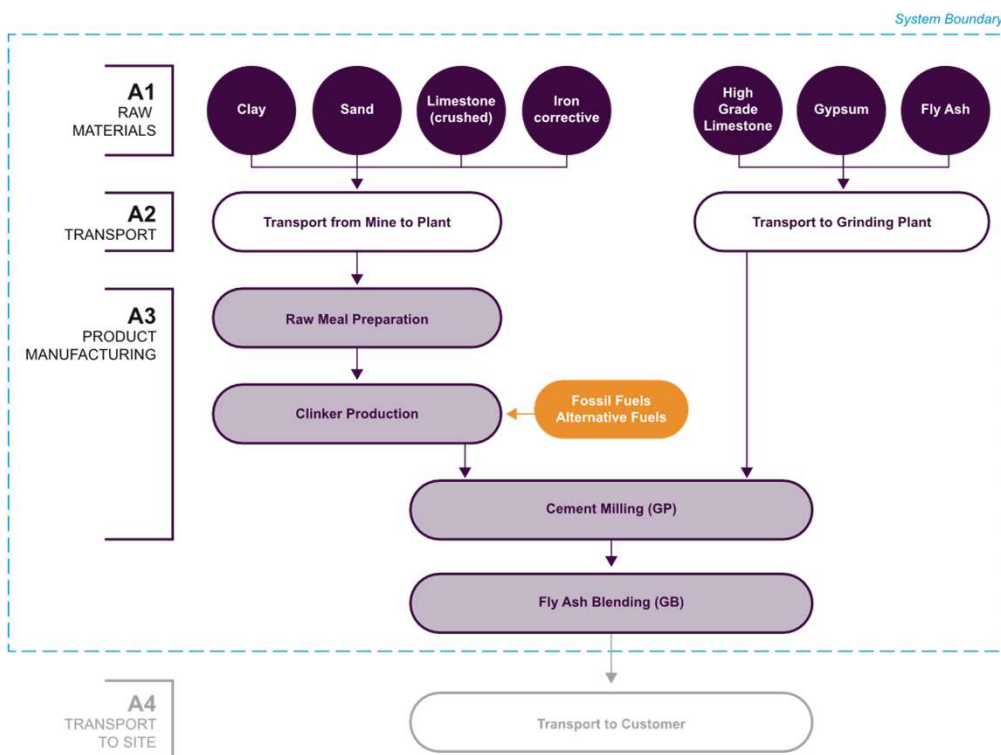 System Boundary
A1
RAW
MATERIALS
Clay
Sand
Limestone
(crushed)
Iron
corrective
High
Grade
Limestone
Gypsum
Fly Ash
A2
TRANSPORT
Transport from Mine to Plant
Transport to Grinding Plant
A3
PRODUCT
MANUFACTURING
Raw Meal Preparation
Clinker Production
Fossil Fuels
Alternative Fuels
Cement Milling (GP)
Fly Ash Blending (GB)
A4
TRANSPORT
TO SITE
Transport to Customer